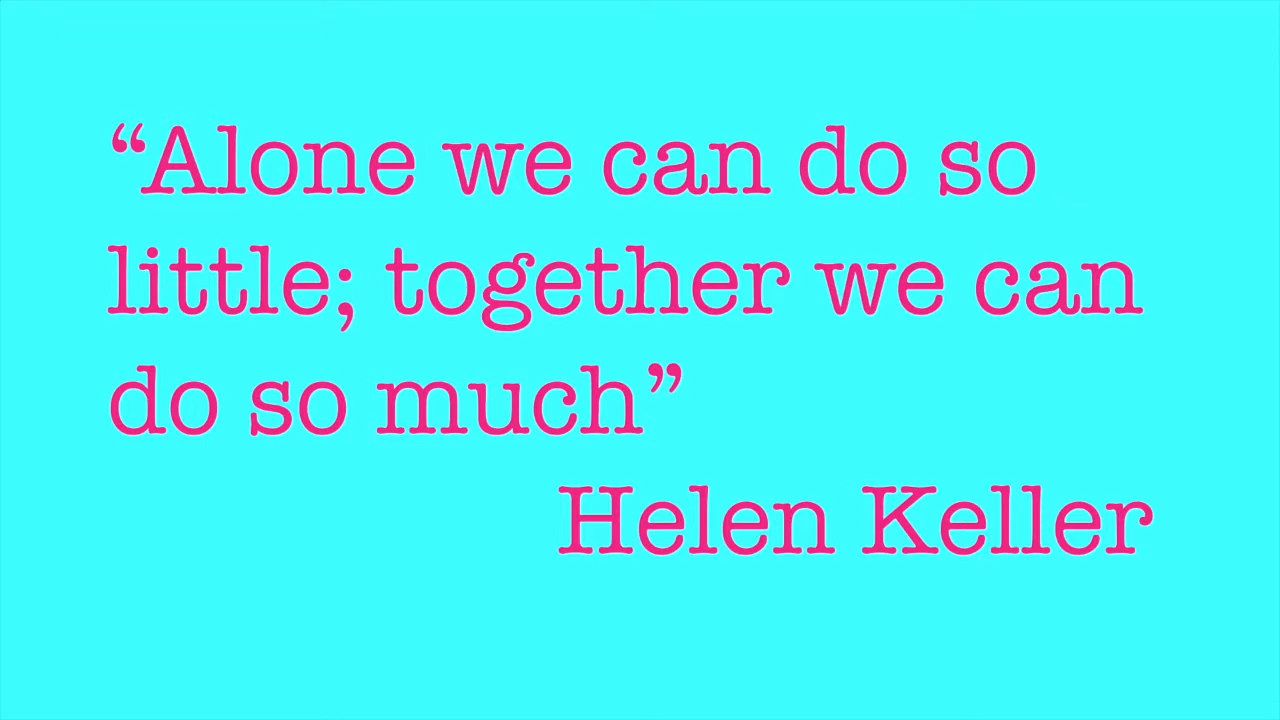 “Alone we can do so
little; together we can
do so much”
Helen Keller